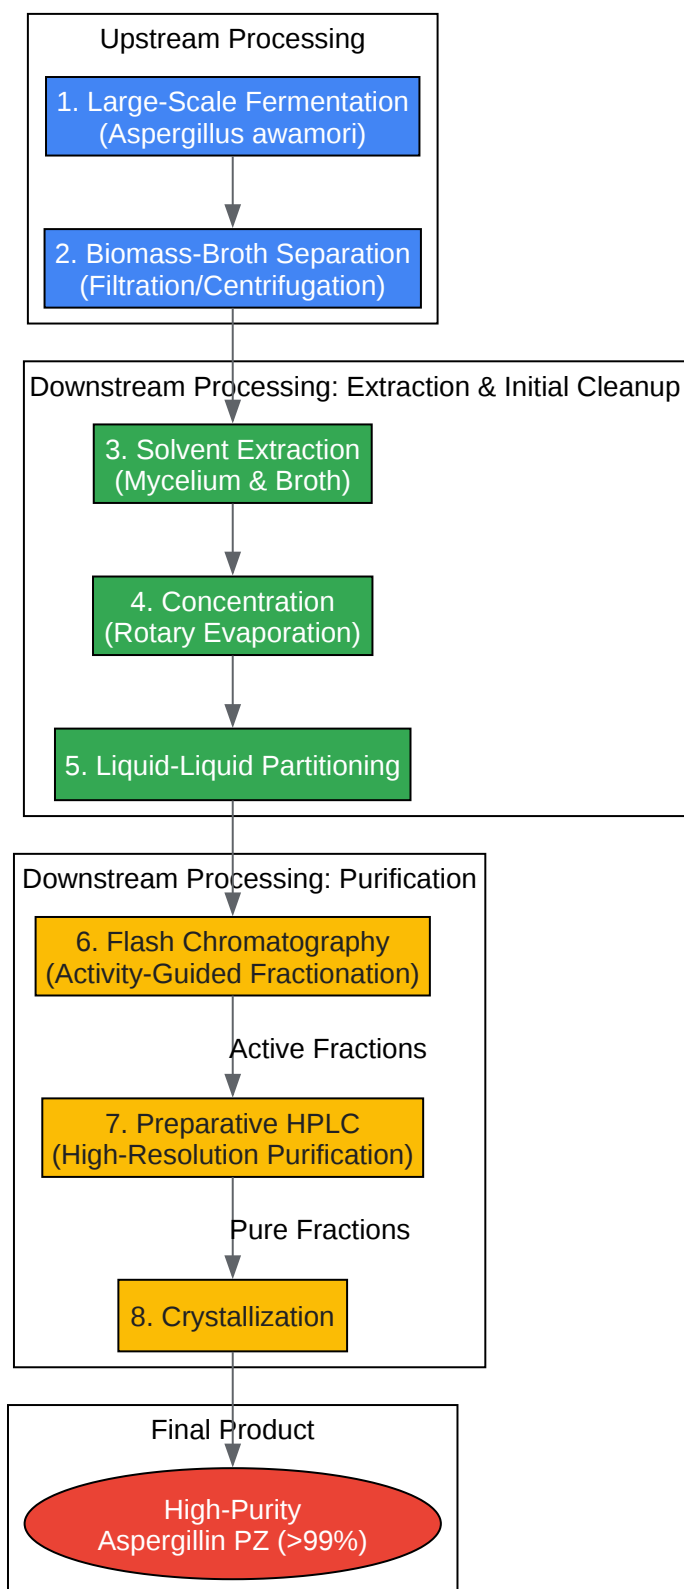 Upstream Processing
1. Large-Scale Fermentation
(Aspergillus awamori)
2. Biomass-Broth Separation
(Filtration/Centrifugation)
Downstream Processing: Extraction & Initial Cleanup
3. Solvent Extraction
(Mycelium & Broth)
4. Concentration
(Rotary Evaporation)
5. Liquid-Liquid Partitioning
Downstream Processing: Purification
6. Flash Chromatography
(Activity-Guided Fractionation)
Active Fractions
7. Preparative HPLC
(High-Resolution Purification)
Pure Fractions
8. Crystallization
Final Product
High-Purity
Aspergillin PZ (>99%)